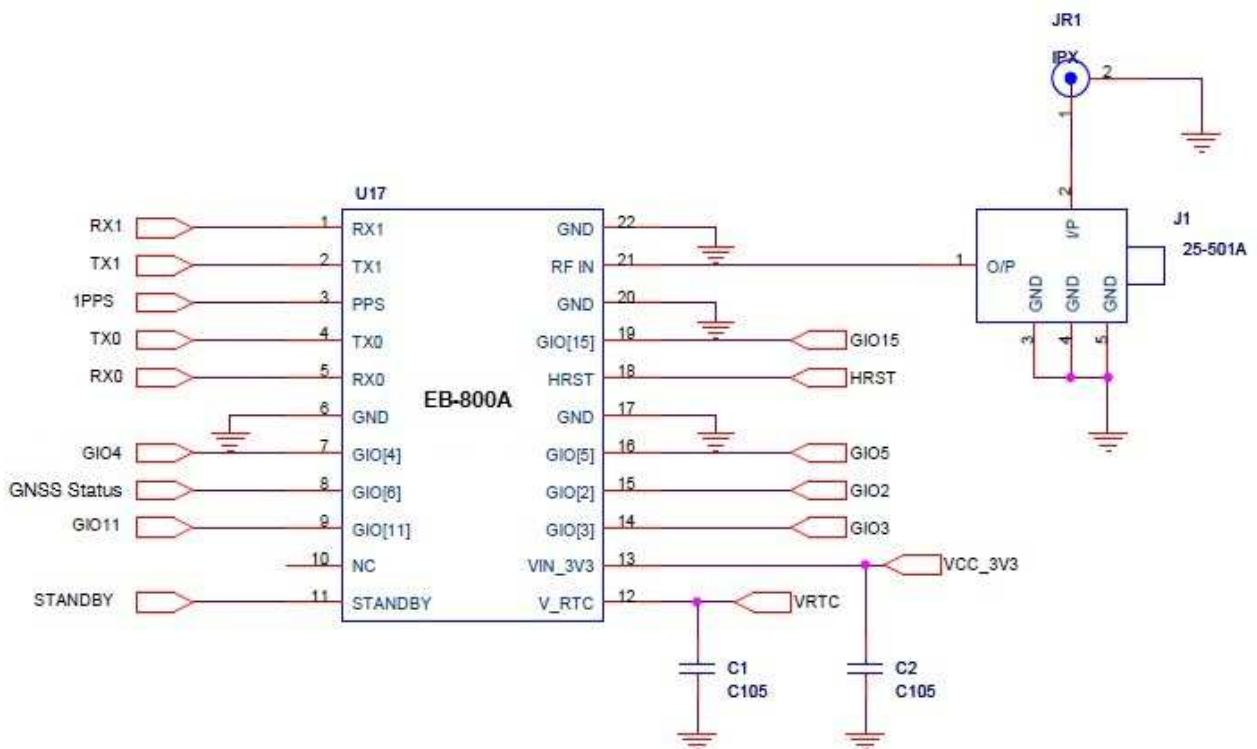 JR1
IPX
2
1
2
U17
J1
25-501A
I/P
1
O/P
GND
GND
GND
3
4
5
RX1
1
RX1
GND
22
TX1
2
TX1
RF IN
21
1PPS
3
PPS
GND
20
TX0
4
TX0
GIO[15]
19
GIO15
RX0
5
RX0
HRST
18
HRST
EB-800A
6
GND
GND
17
GIO4
7
GIO[4]
GIO[5]
16
GIO5
GNSS Status
8
GIO[6]
GIO[2]
15
GIO2
GIO11
9
GIO[11]
GIO[3]
14
GIO3
10
NC
VIN_3V3
13
VCC_3V3
STANDBY
11
STANDBY
V_RTC
12
VRTC
C1
C105
C2
C105